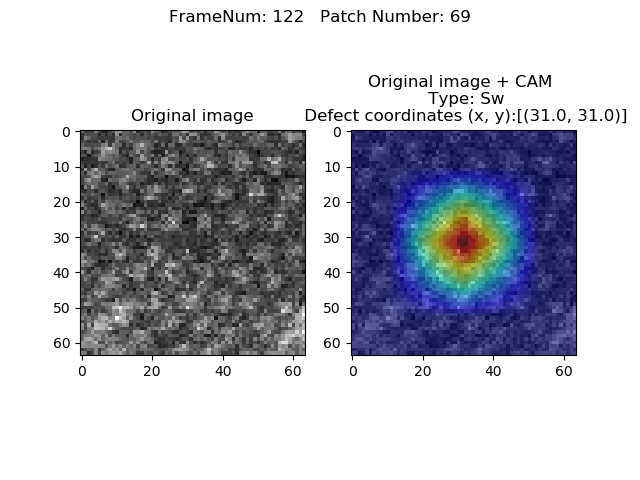 FrameNum: 122   Patch Number: 69
Original image
0
10
20
30
40
50
60
0 20 40 60
Original image + CAM
Type: Sw
Defect coordinates (x, y):[(31.0, 31.0)]
0
10
20
30
40
50
60
0 20 40 60